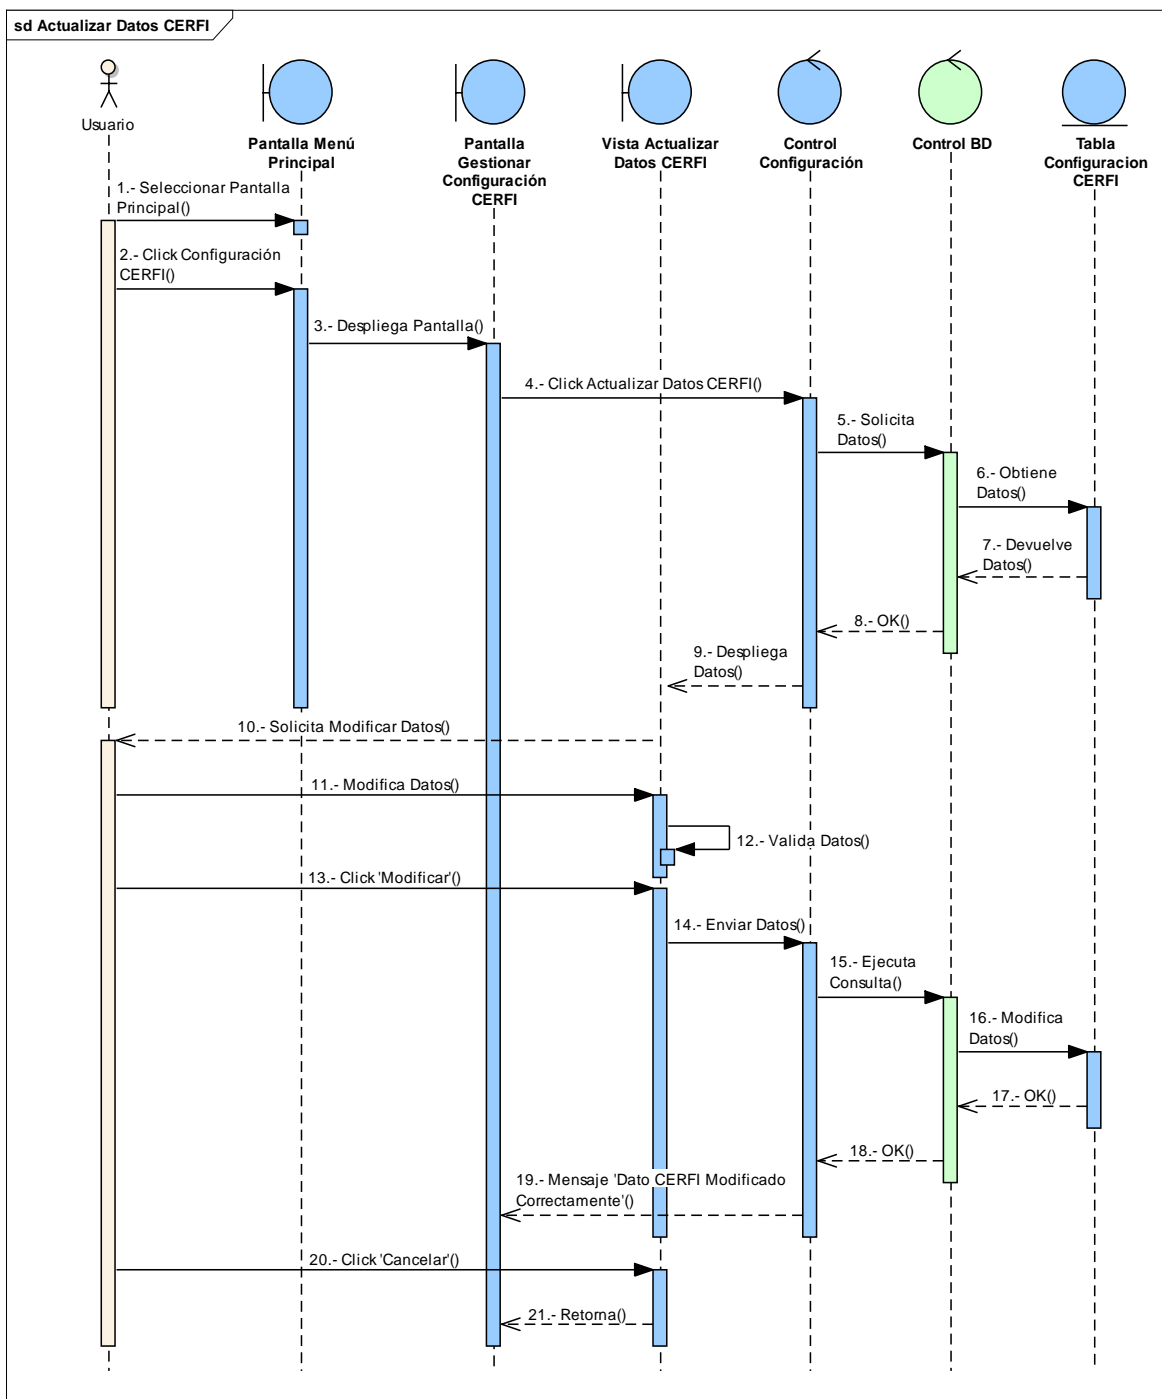 sd Actualizar Datos CERFI
Usuario
Pantalla Menú
Principal
Pantalla
Gestionar
Configuración
CERFI
Vista Actualizar
Datos CERFI
Control
Configuración
Control BD
Tabla
Configuracion
CERFI
1.- Seleccionar Pantalla
Principal()
2.- Click Configuración
CERFI()
3.- Despliega Pantalla()
4.- Click Actualizar Datos CERFI()
5.- Solicita
Datos()
6.- Obtiene
Datos()
7.- Devuelve
Datos()
8.- OK()
9.- Despliega
Datos()
10.- Solicita Modificar Datos()
11.- Modifica Datos()
12.- Valida Datos()
13.- Click 'Modificar'()
14.- Enviar Datos()
15.- Ejecuta
Consulta()
16.- Modifica
Datos()
17.- OK()
18.- OK()
19.- Mensaje 'Dato CERFI Modificado
Correctamente'()
20.- Click 'Cancelar'()
21.- Retorna()